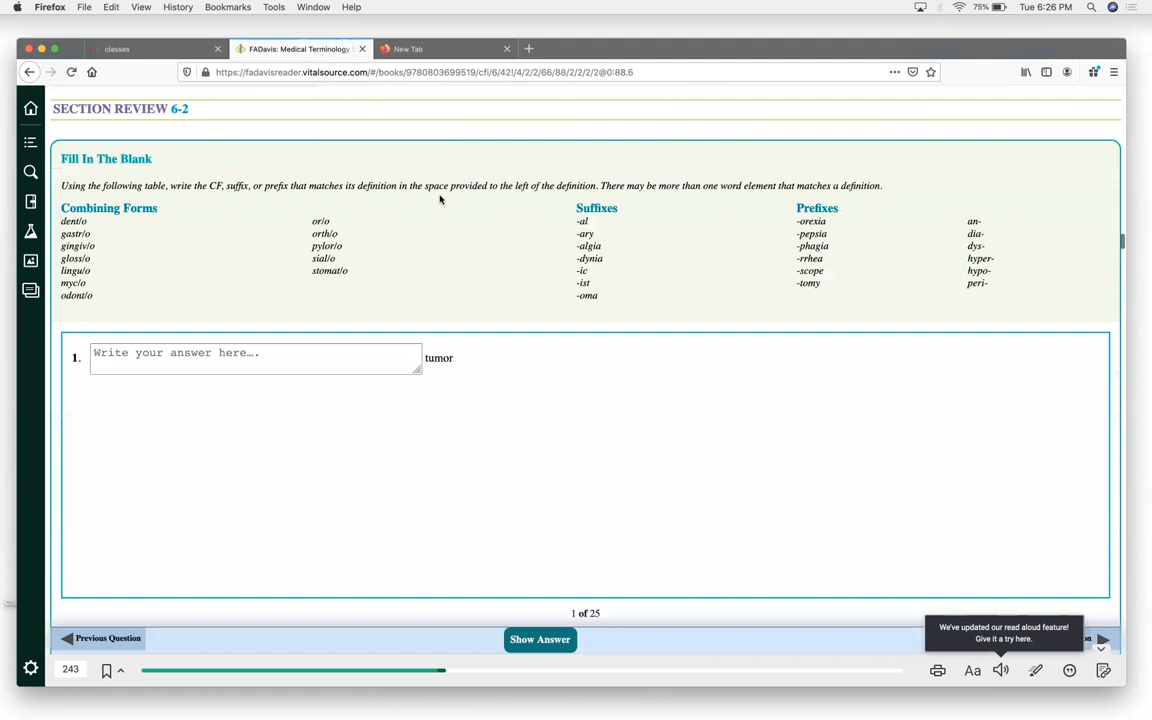 Firefox File Edit View History Bookmarks Tools Window Help 75% Tue 6:26 PM
classes FADavis: Medical Terminology New Tab
https://fadavisreader.vitalsource.com/#/books/9780803699519/cfi/6/42!/4/2/2/66/88/2/2/2/2@0:88.6
SECTION REVIEW 6-2
Fill In The Blank
Using the following table, write the CF, suffix, or prefix that matches its definition in the space provided to the left of the definition. There may be more than one word element that matches a definition.
Combining Forms Suffixes Prefixes
dent/o or/o -al -orexia an-
gastr/o orth/o -ary -pepsia dia-
gingiv/o pylor/o -algia -phagia dys-
gloss/o sial/o -dynia -rrhea hyper-
lingu/o stomat/o -ic -scope hypo-
myc/o -ist -tomy peri-
odont/o -oma
1. Write your answer here…. tumor
1 of 25
Previous Question Show Answer
We've updated our read aloud feature!
Give it a try here.
243 Aa